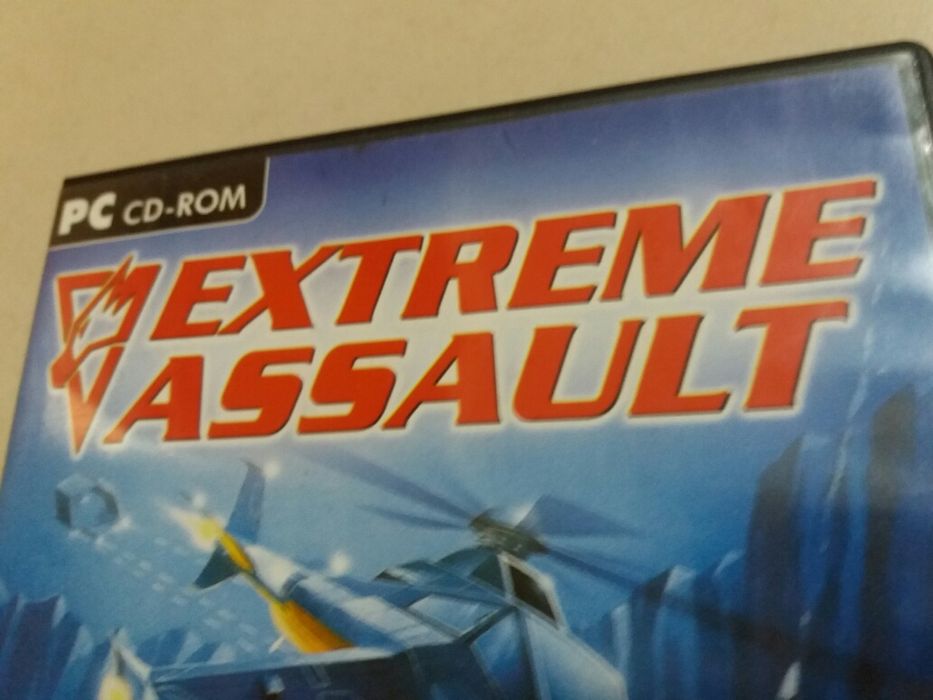 PC CD-ROM
EXTREME
ASSAULT